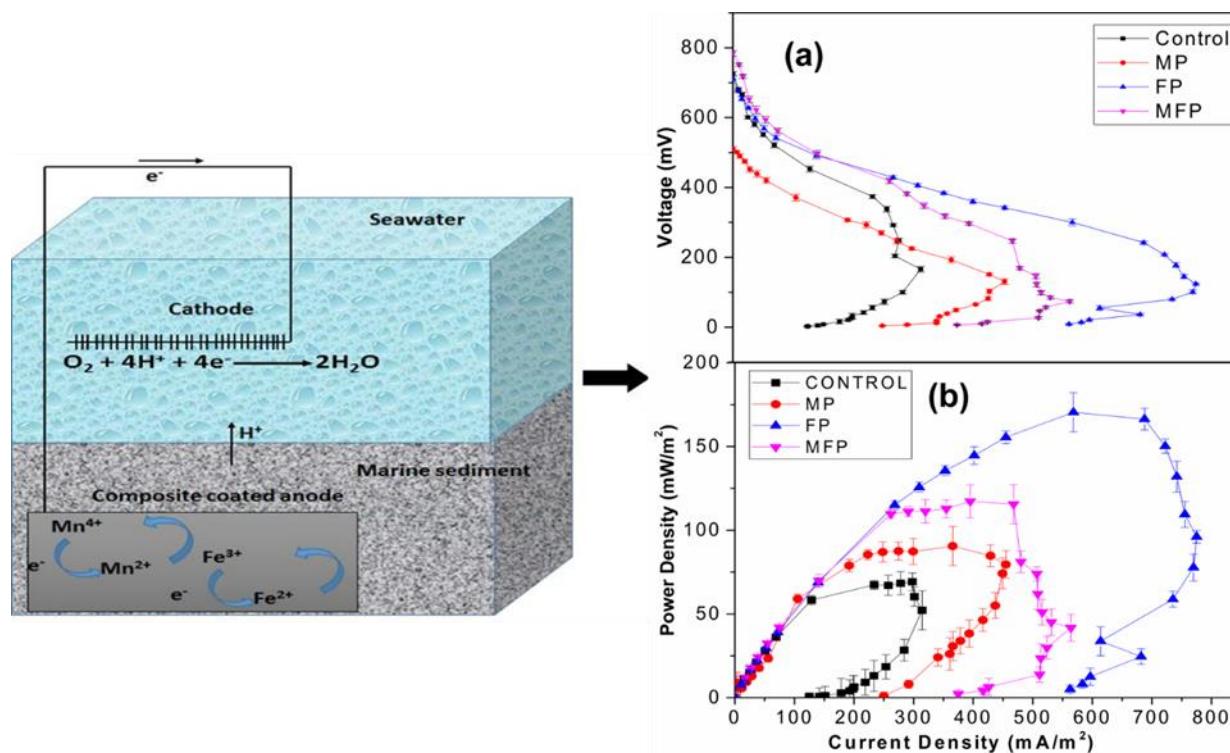 e⁻
Seawater
Cathode
O₂ + 4H⁺ + 4e⁻ → 2H₂O
H⁺
Marine sediment
Composite coated anode
Mn⁴⁺
e⁻
Mn²⁺
Fe³⁺
e⁻
Fe²⁺
(a)
Control
MP
FP
MFP
Voltage (mV)
800
600
400
200
0
(b)
CONTROL
MP
FP
MFP
Power Density (mW/m²)
200
150
100
50
0
0 100 200 300 400 500 600 700 800
Current Density (mA/m²)